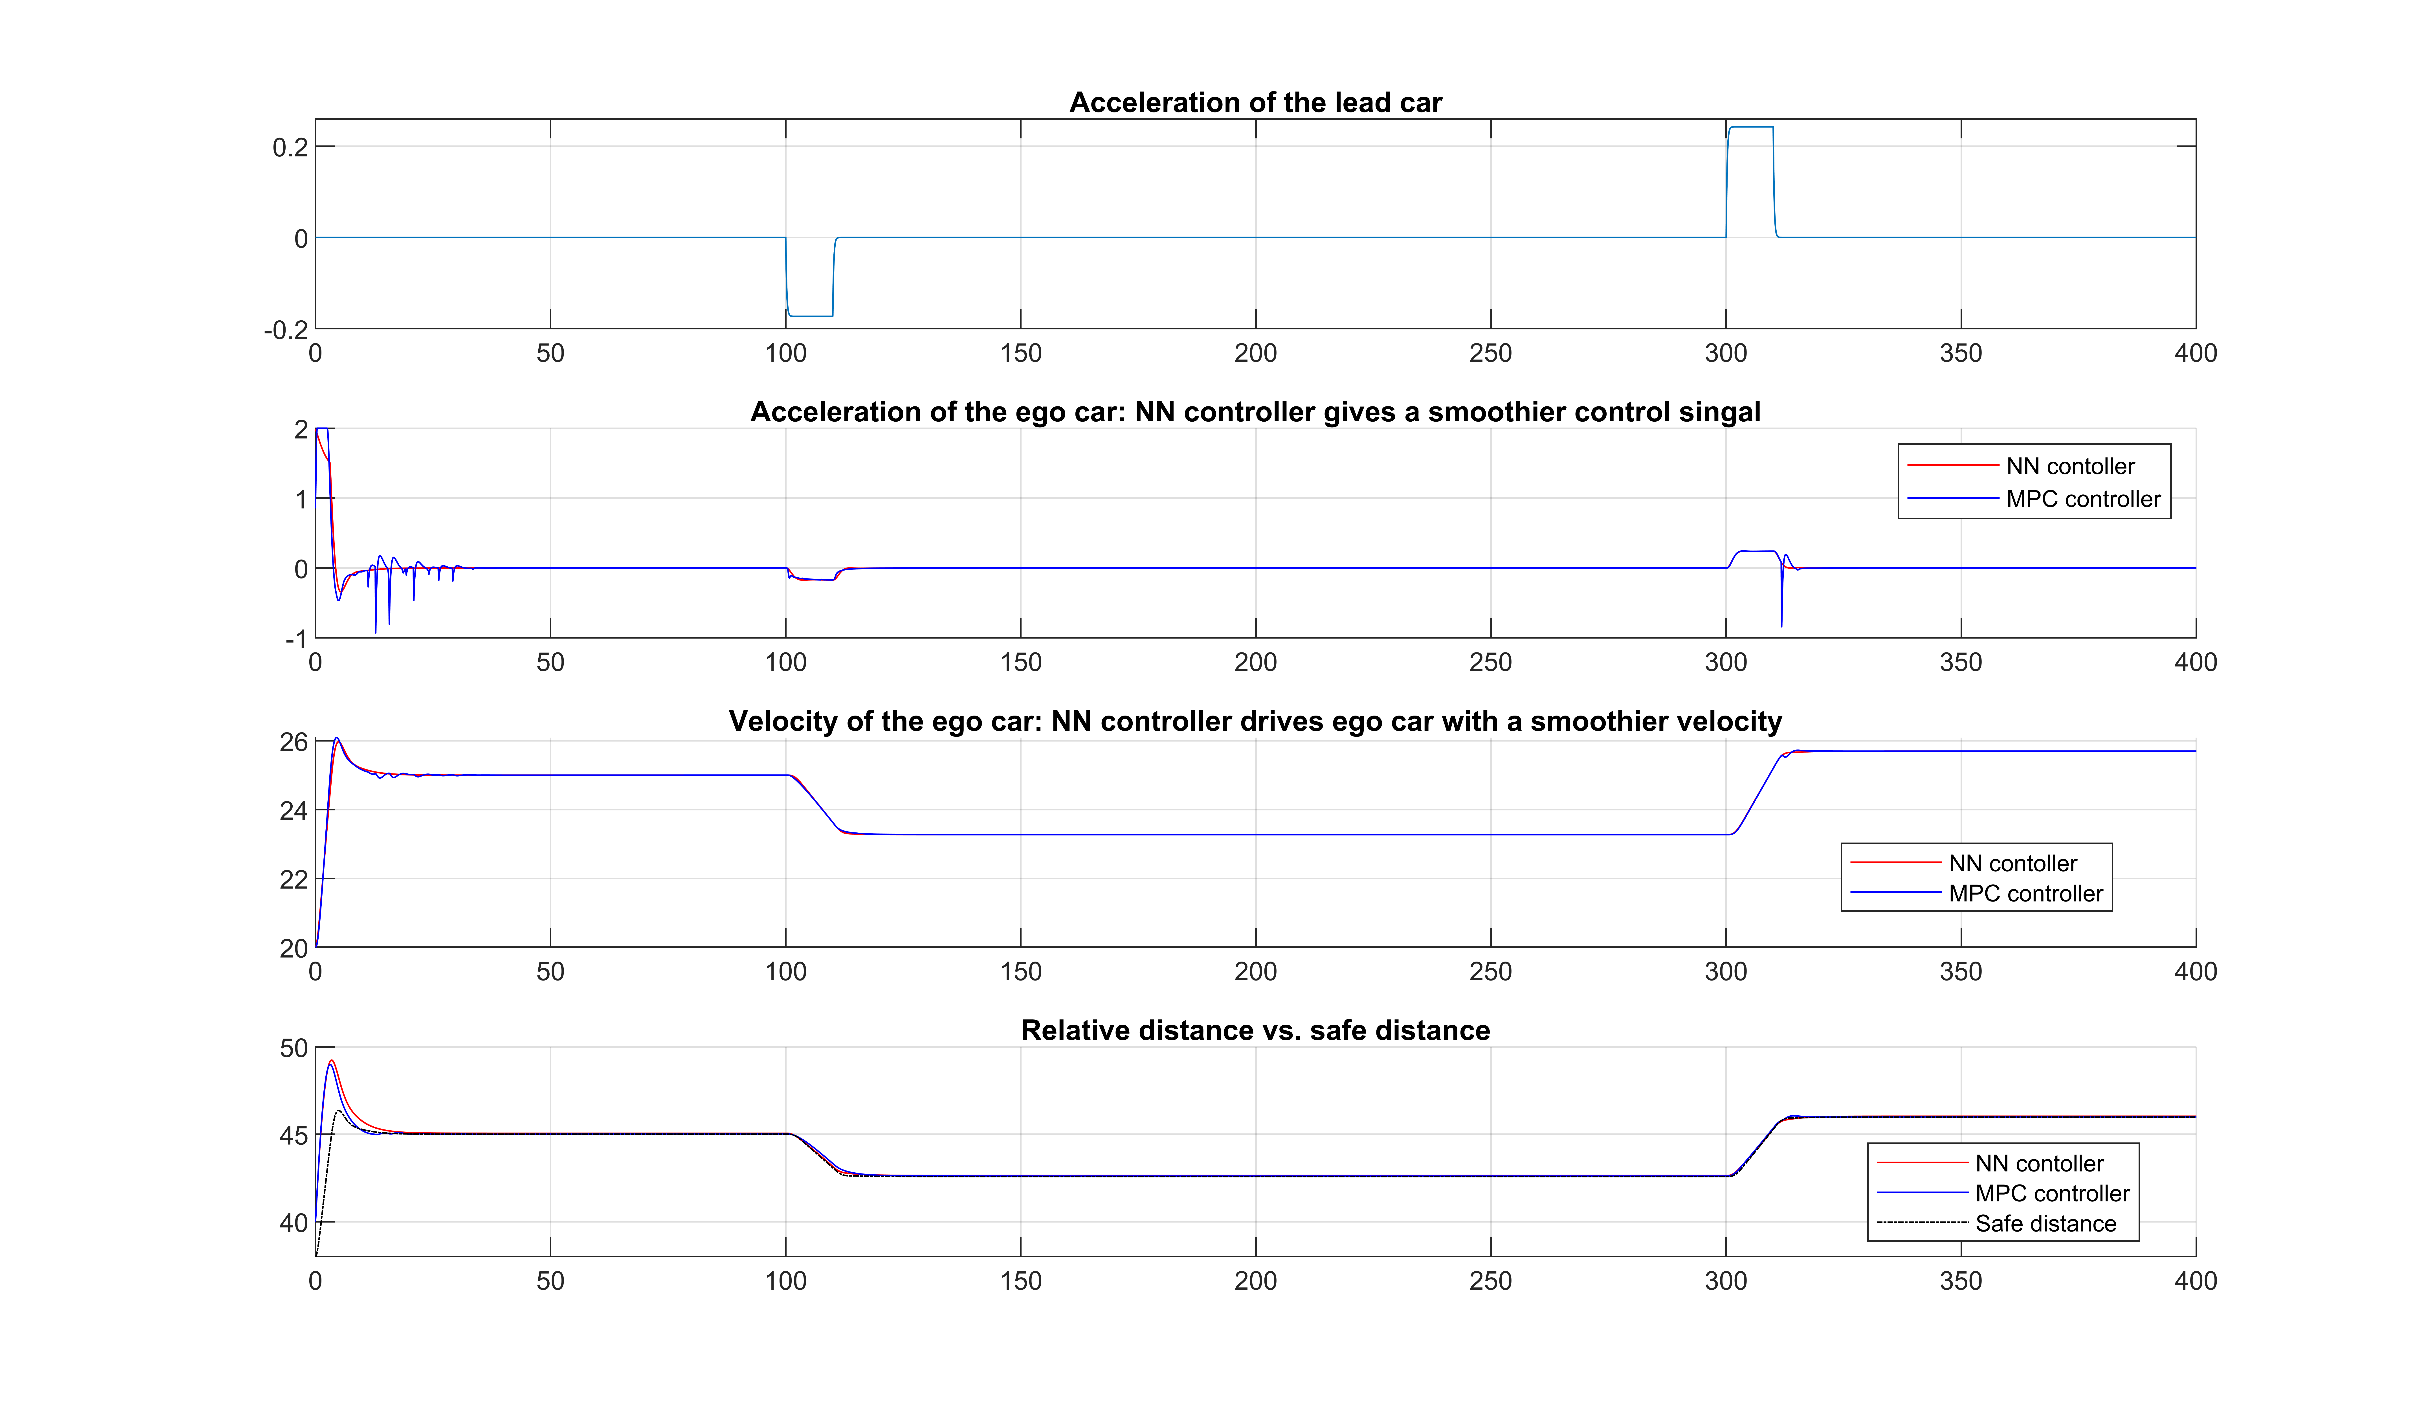 Acceleration of the lead car
0.2
0
-0.2
0 50 100 150 200 250 300 350 400
Acceleration of the ego car: NN controller gives a smoothier control singal
2
1
0
-1
NN contoller
MPC controller
0 50 100 150 200 250 300 350 400
Velocity of the ego car: NN controller drives ego car with a smoothier velocity
26
24
22
20
NN contoller
MPC controller
0 50 100 150 200 250 300 350 400
Relative distance vs. safe distance
50
45
40
NN contoller
MPC controller
Safe distance
0 50 100 150 200 250 300 350 400